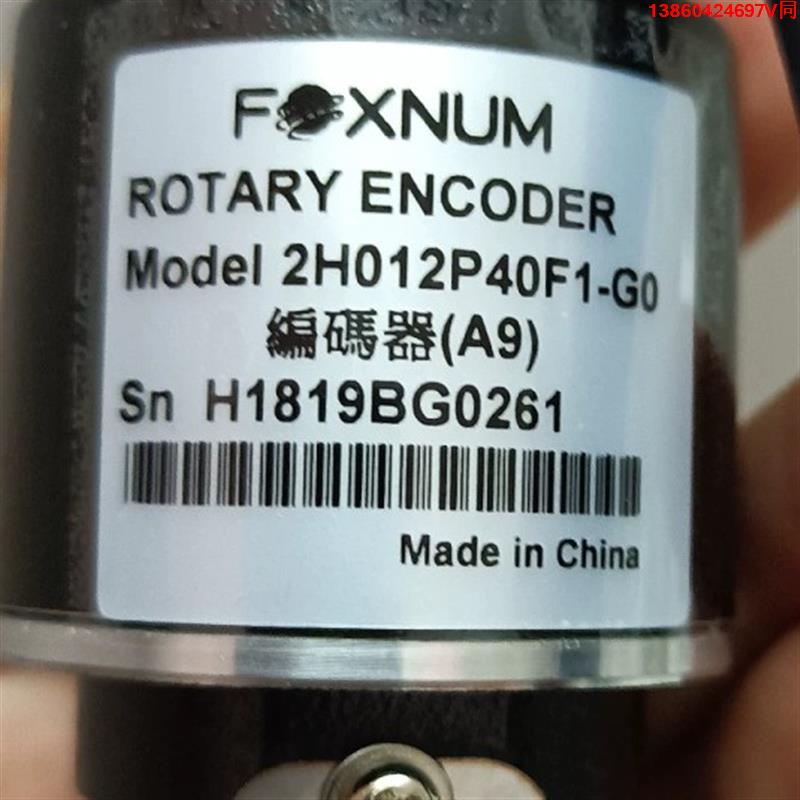 13860424697V同
FOXNUM
ROTARY ENCODER
Model 2H012P40F1-G0
編碼器(A9)
Sn H1819BG0261
Made in China